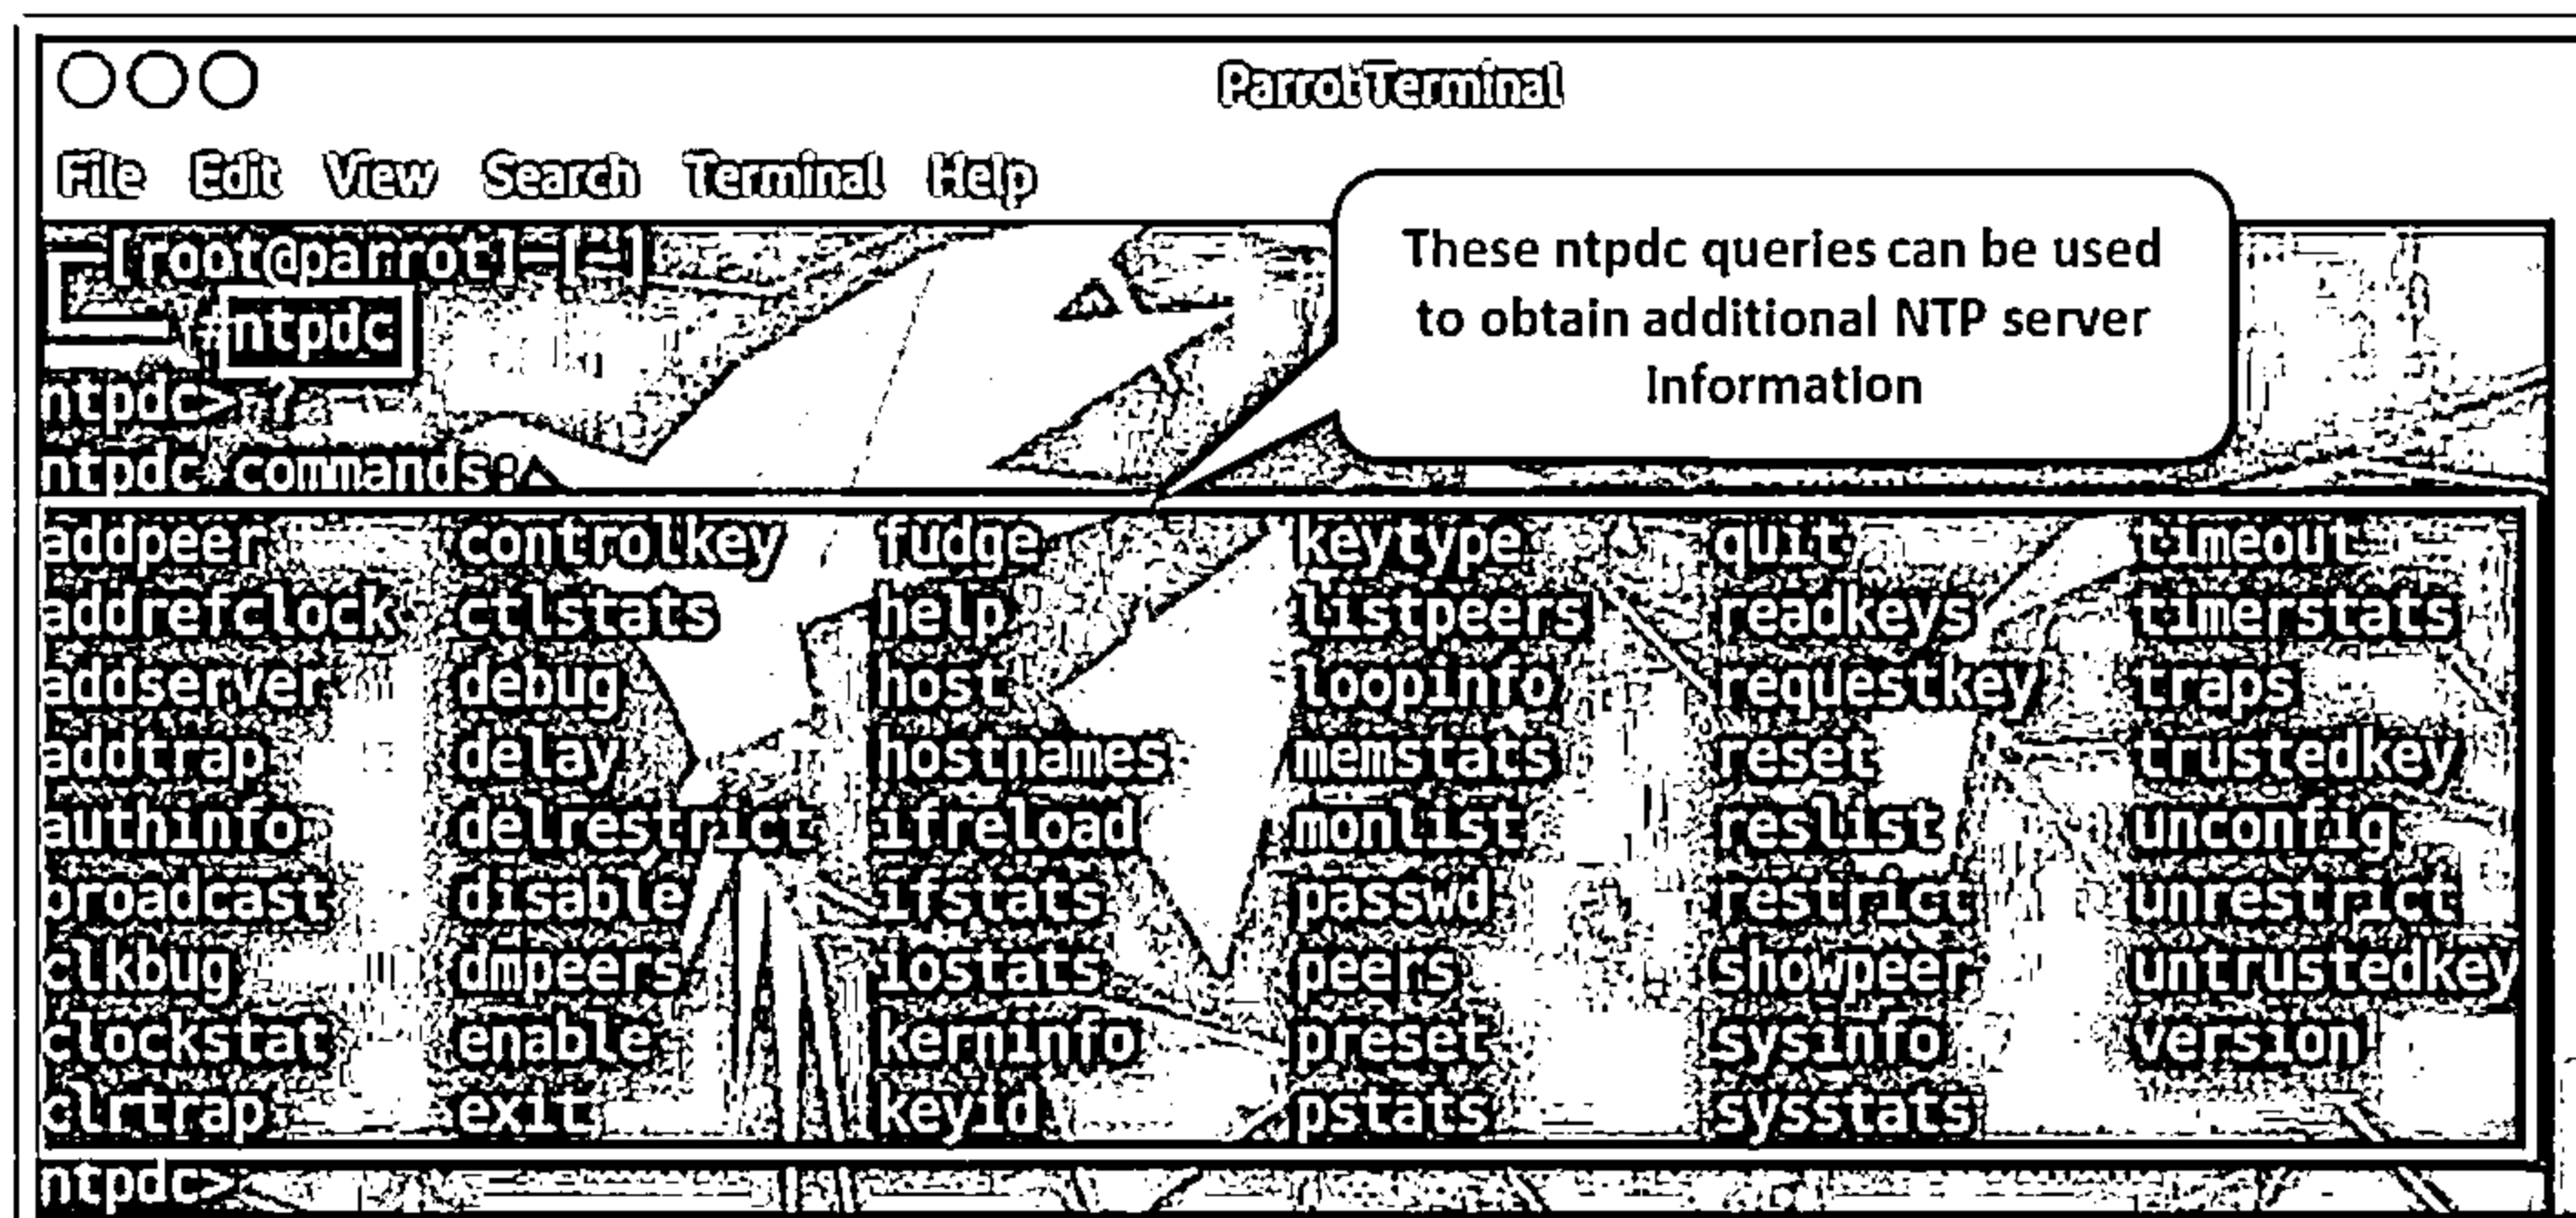 Parrot Terminal
File Edit View Search Terminal Help
[root@parrot]─[~]
#ntpdc
ntpdc> ?
ntpdc commands:
These ntpdc queries can be used
to obtain additional NTP server
information
addpeer controlkey fudge keytype quit timeout
addrefclock ctlstats help listpeers readkeys timerstats
addserver debug host loopinfo requestkey traps
addtrap delay hostnames memstats reset trustedkey
authinfo delrestrict ifreload monlist reslist unconfig
broadcast disable ifstats passwd restrict unrestrict
clkbug dmpeers iostats peers showpeer untrustedkey
clockstat enable kerninfo preset sysinfo version
clrtrap exit keyid pstats sysstats
ntpdc>